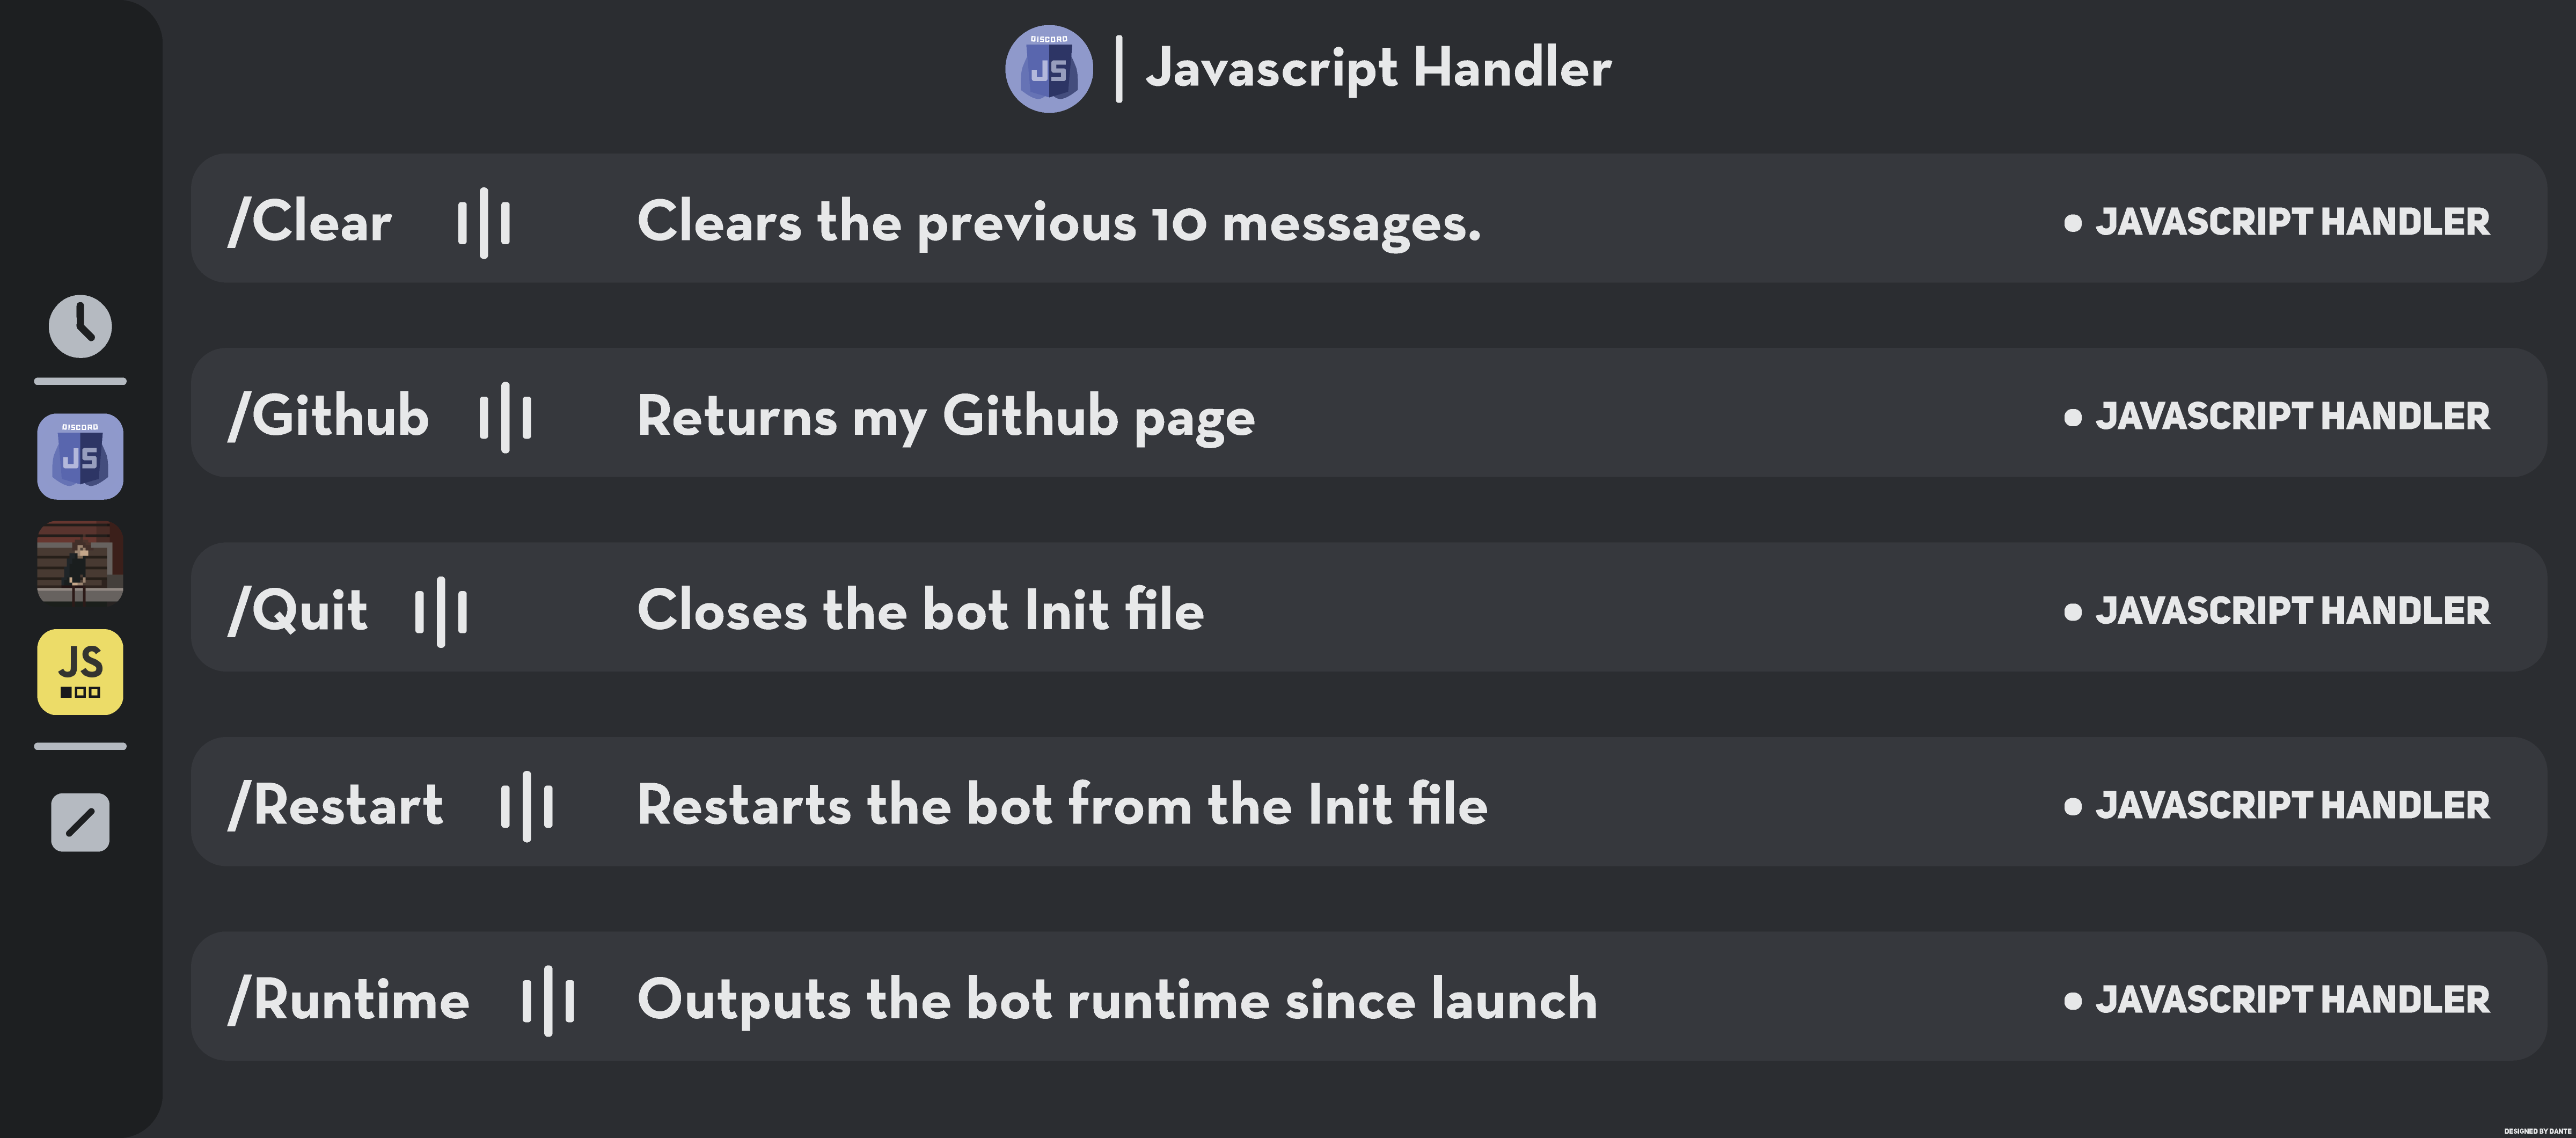 DISCORD
JS
Javascript Handler
/Clear Clears the previous 10 messages. • JAVASCRIPT HANDLER
/Github Returns my Github page • JAVASCRIPT HANDLER
DISCORD
JS
/Quit Closes the bot Init file • JAVASCRIPT HANDLER
JS
/Restart Restarts the bot from the Init file • JAVASCRIPT HANDLER
/Runtime Outputs the bot runtime since launch • JAVASCRIPT HANDLER
DESIGNED BY DANTE